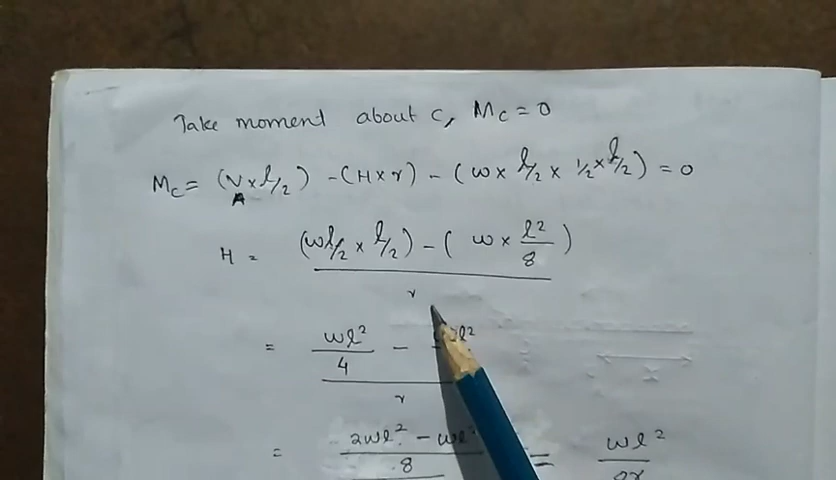 Take moment about C, Mc = 0
Mc = (VA × l/2) - (H × r) - (w × l/2 × 1/2 × l/2) = 0
H = (wl/2 × l/2) - (w × l²/8) / r
= wl²/4 - l² / r
= 2wl² - wl² / 8 = wl²